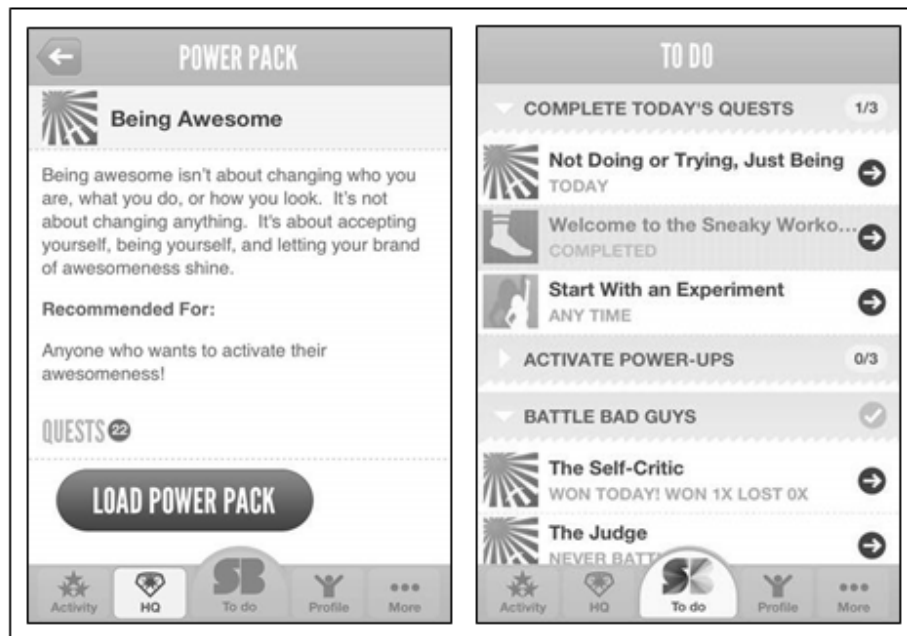 POWER PACK
Being Awesome
Being awesome isn't about changing who you
are, what you do, or how you look. It's not
about changing anything. It's about accepting
yourself, being yourself, and letting your brand
of awesomeness shine.
Recommended For:
Anyone who wants to activate their
awesomeness!
QUESTS 22
LOAD POWER PACK
Activity HQ SB To do Profile More
TO DO
COMPLETE TODAY'S QUESTS 1/3
Not Doing or Trying, Just Being
TODAY
Welcome to the Sneaky Worko...
COMPLETED
Start With an Experiment
ANY TIME
ACTIVATE POWER-UPS 0/3
BATTLE BAD GUYS
The Self-Critic
WON TODAY! WON 1X LOST 0X
The Judge
NEVER
Activity HQ SB To do Profile More